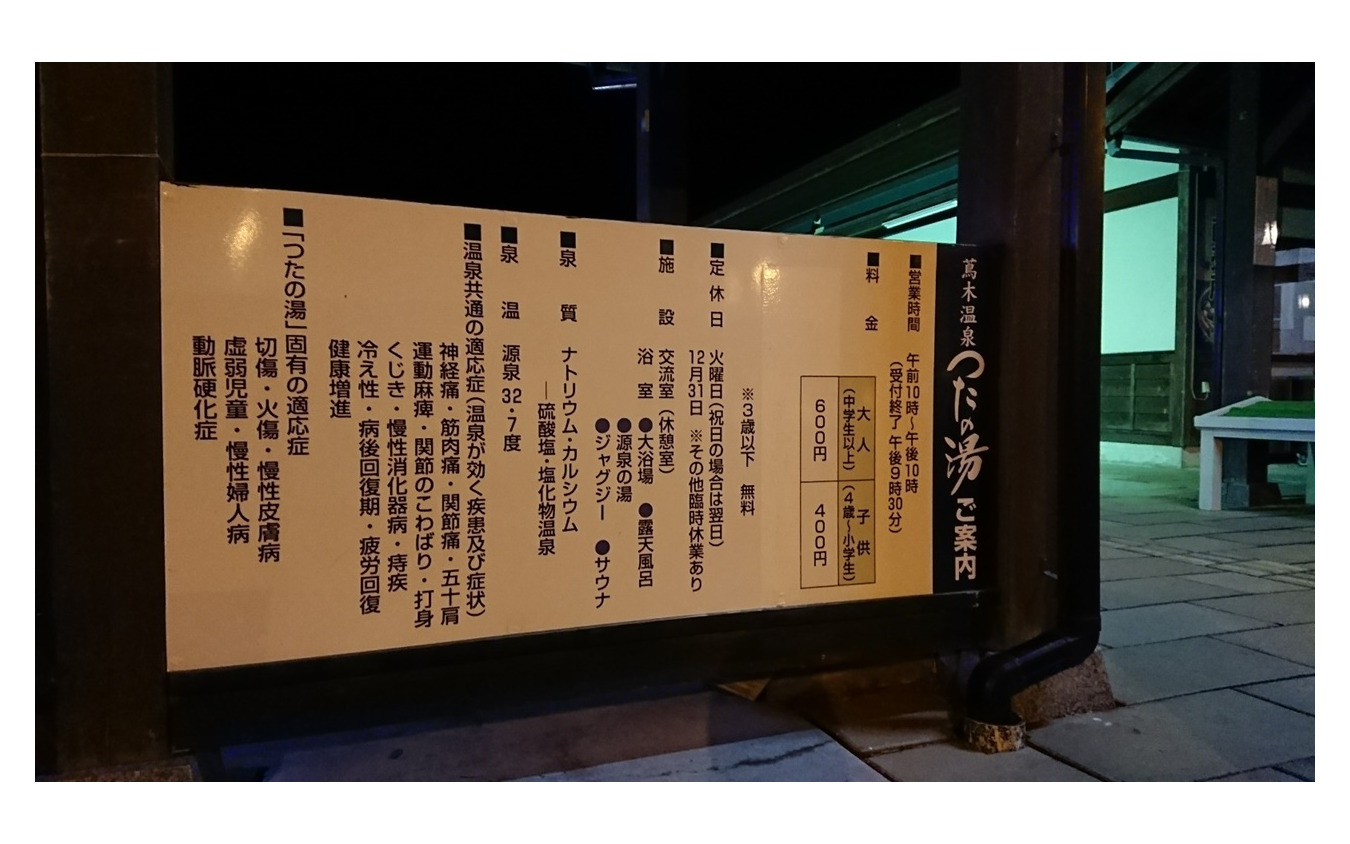 蔦木温泉 つたの湯 ご案内
■営業時間 午前10時～午後10時
(受付終了 午後9時30分)
■料金
大人 子供
(中学生以上) (4歳～小学生)
600円 400円
※3歳以下 無料
■定休日 火曜日(祝日の場合は翌日)
12月31日 ※その他臨時休業あり
■施設 交流室(休憩室)
浴室 ●大浴場 ●露天風呂
●源泉の湯
●ジャグジー ●サウナ
■泉質 ナトリウム・カルシウム
―硫酸塩・塩化物温泉
■泉温 源泉 32・7度
■温泉共通の適応症(温泉が効く疾患及び症状)
神経痛・筋肉痛・関節痛・五十肩
運動麻痺・関節のこわばり・打身
くじき・慢性消化器病・痔疾
冷え性・病後回復期・疲労回復
健康増進
■「つたの湯」固有の適応症
切傷・火傷・慢性皮膚病
虚弱児童・慢性婦人病
動脈硬化症